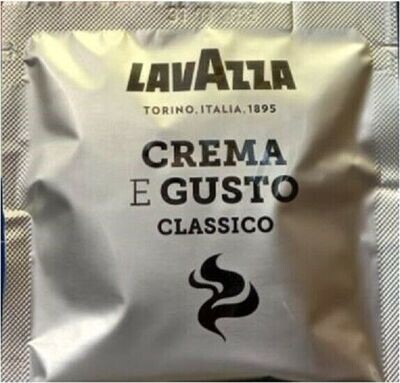 LAVAZZA
TORINO, ITALIA, 1895
CREMA
E GUSTO
CLASSICO